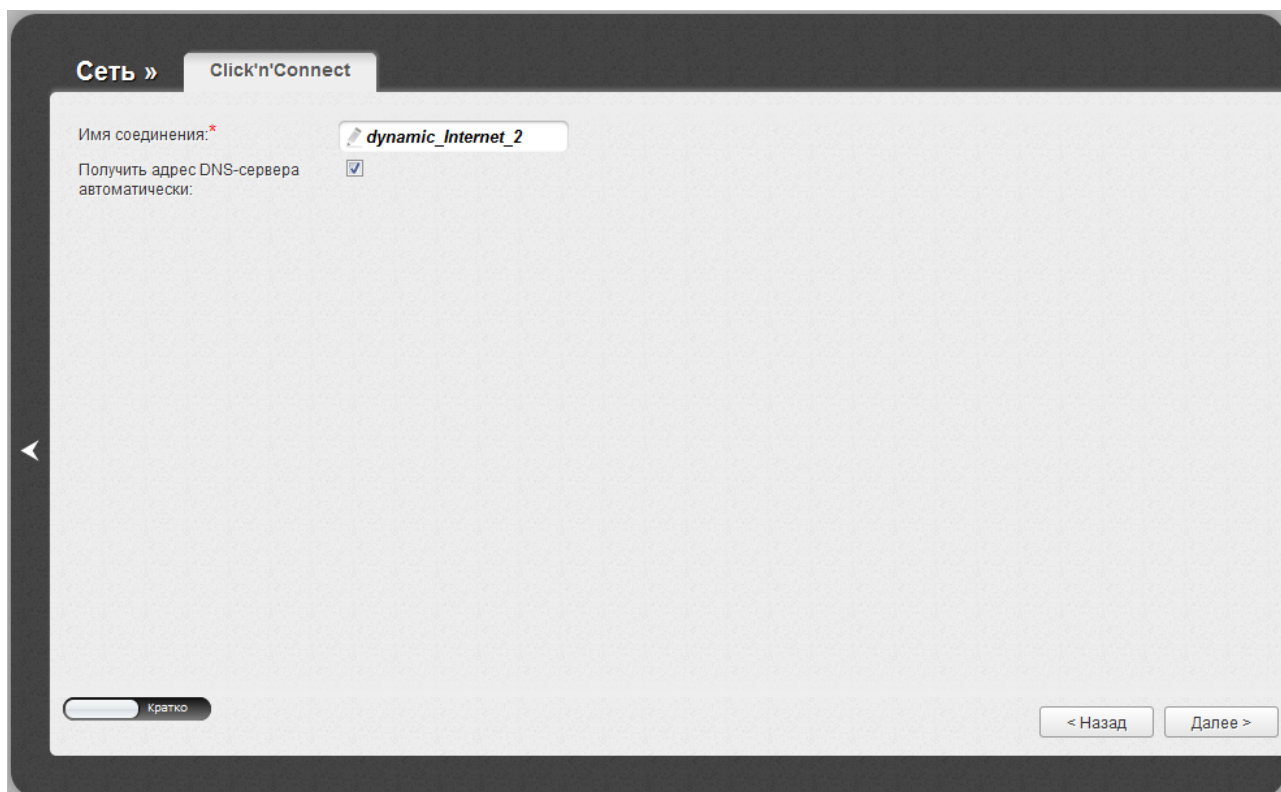 Сеть »
Click'n'Connect
Имя соединения:*
dynamic_Internet_2
Получить адрес DNS-сервера
автоматически:
Кратко
< Назад
Далее >